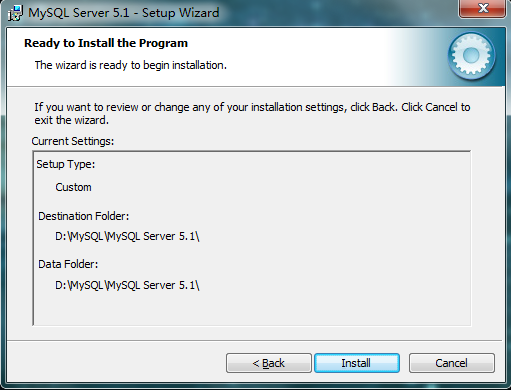 MySQL Server 5.1 - Setup Wizard
Ready to Install the Program
The wizard is ready to begin installation.
If you want to review or change any of your installation settings, click Back. Click Cancel to
exit the wizard.
Current Settings:
Setup Type:
Custom
Destination Folder:
D:\MySQL\MySQL Server 5.1\
Data Folder:
D:\MySQL\MySQL Server 5.1\
< Back
Install
Cancel